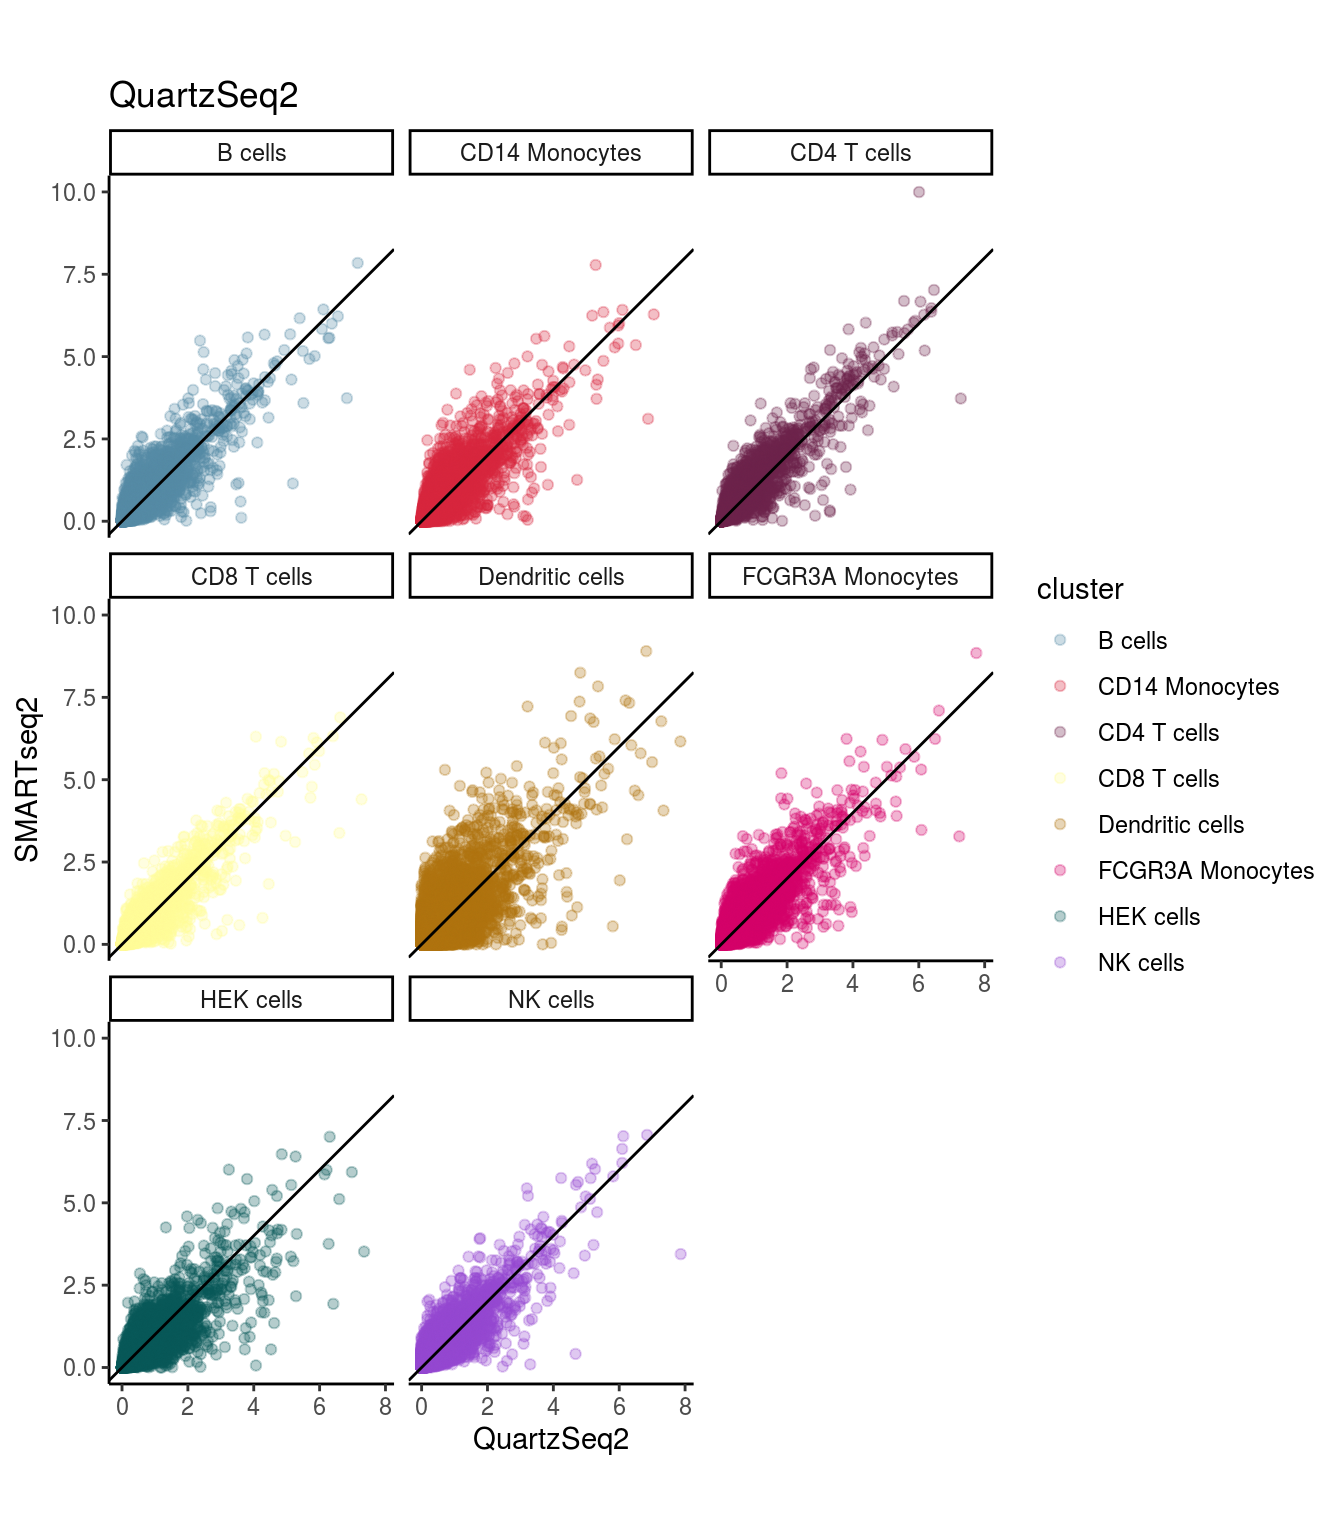 QuartzSeq2
B cells
CD14 Monocytes
CD4 T cells
10.0
7.5
5.0
2.5
0.0
CD8 T cells
Dendritic cells
FCGR3A Monocytes
10.0
7.5
5.0
2.5
0.0
0 2 4 6 8
HEK cells
NK cells
10.0
7.5
5.0
2.5
0.0
0 2 4 6 8
0 2 4 6 8
QuartzSeq2
SMARTseq2
cluster
B cells
CD14 Monocytes
CD4 T cells
CD8 T cells
Dendritic cells
FCGR3A Monocytes
HEK cells
NK cells